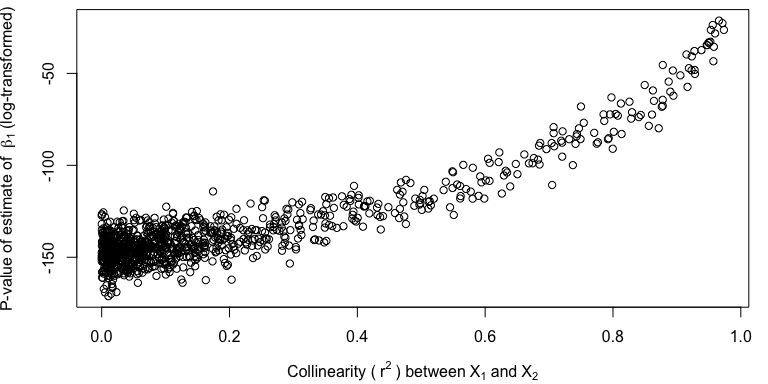 P-value of estimate of β₁ (log-transformed)
-50
-100
-150
0.0 0.2 0.4 0.6 0.8 1.0
Collinearity ( r² ) between X₁ and X₂